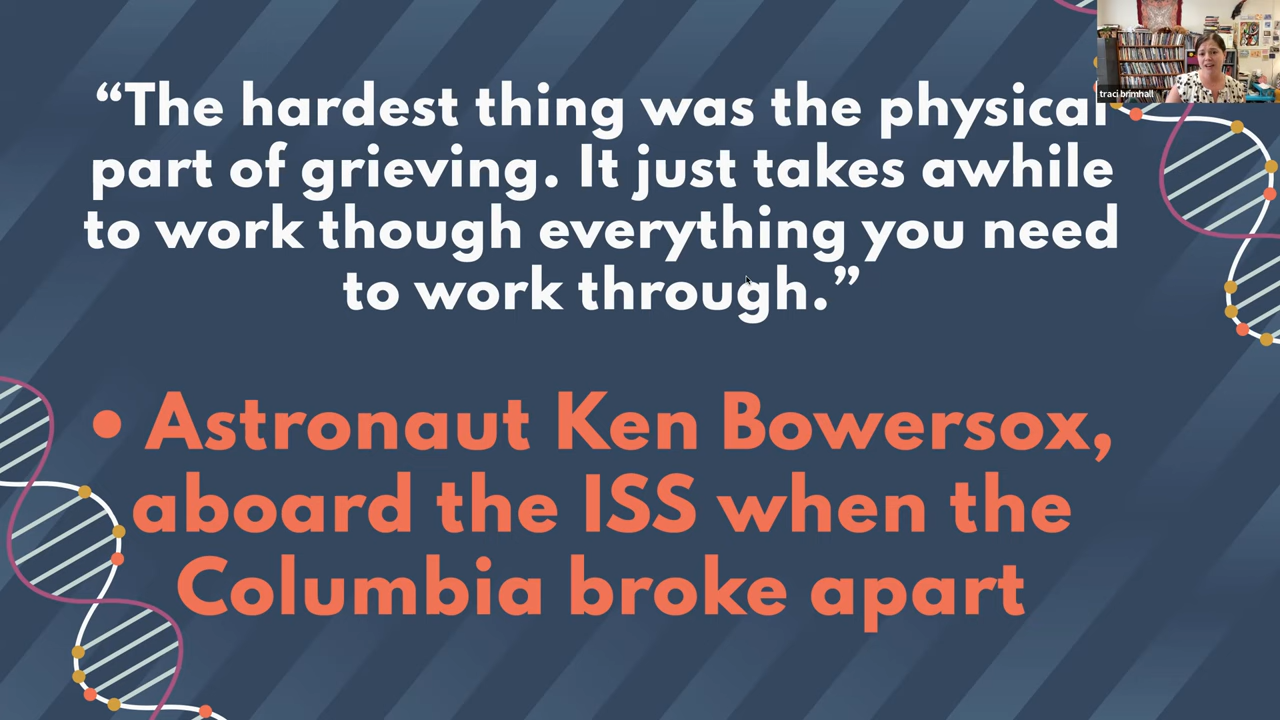 “The hardest thing was the physical
part of grieving. It just takes awhile
to work though everything you need
to work through.”
• Astronaut Ken Bowersox,
aboard the ISS when the
Columbia broke apart
traci brimhall